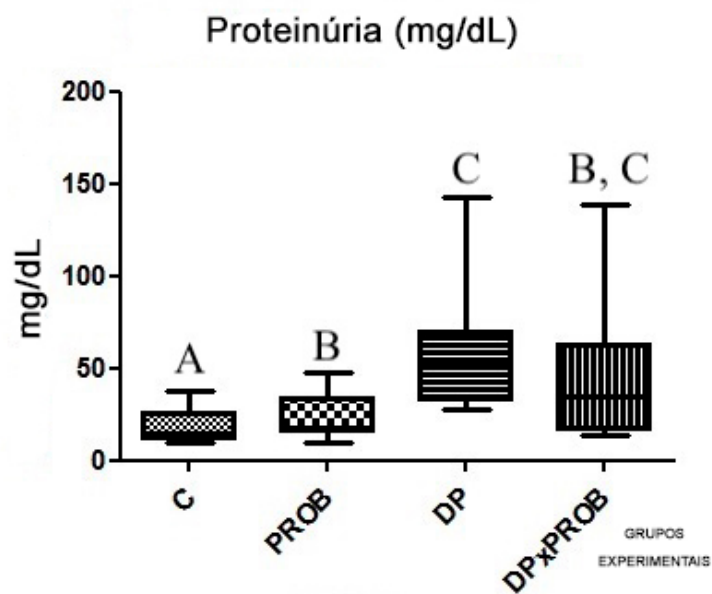 Proteinúria (mg/dL)
200
150
100
50
0
mg/dL
A
B
C
B, C
C
PROB
DP
DPxPROB
GRUPOS
EXPERIMENTAIS